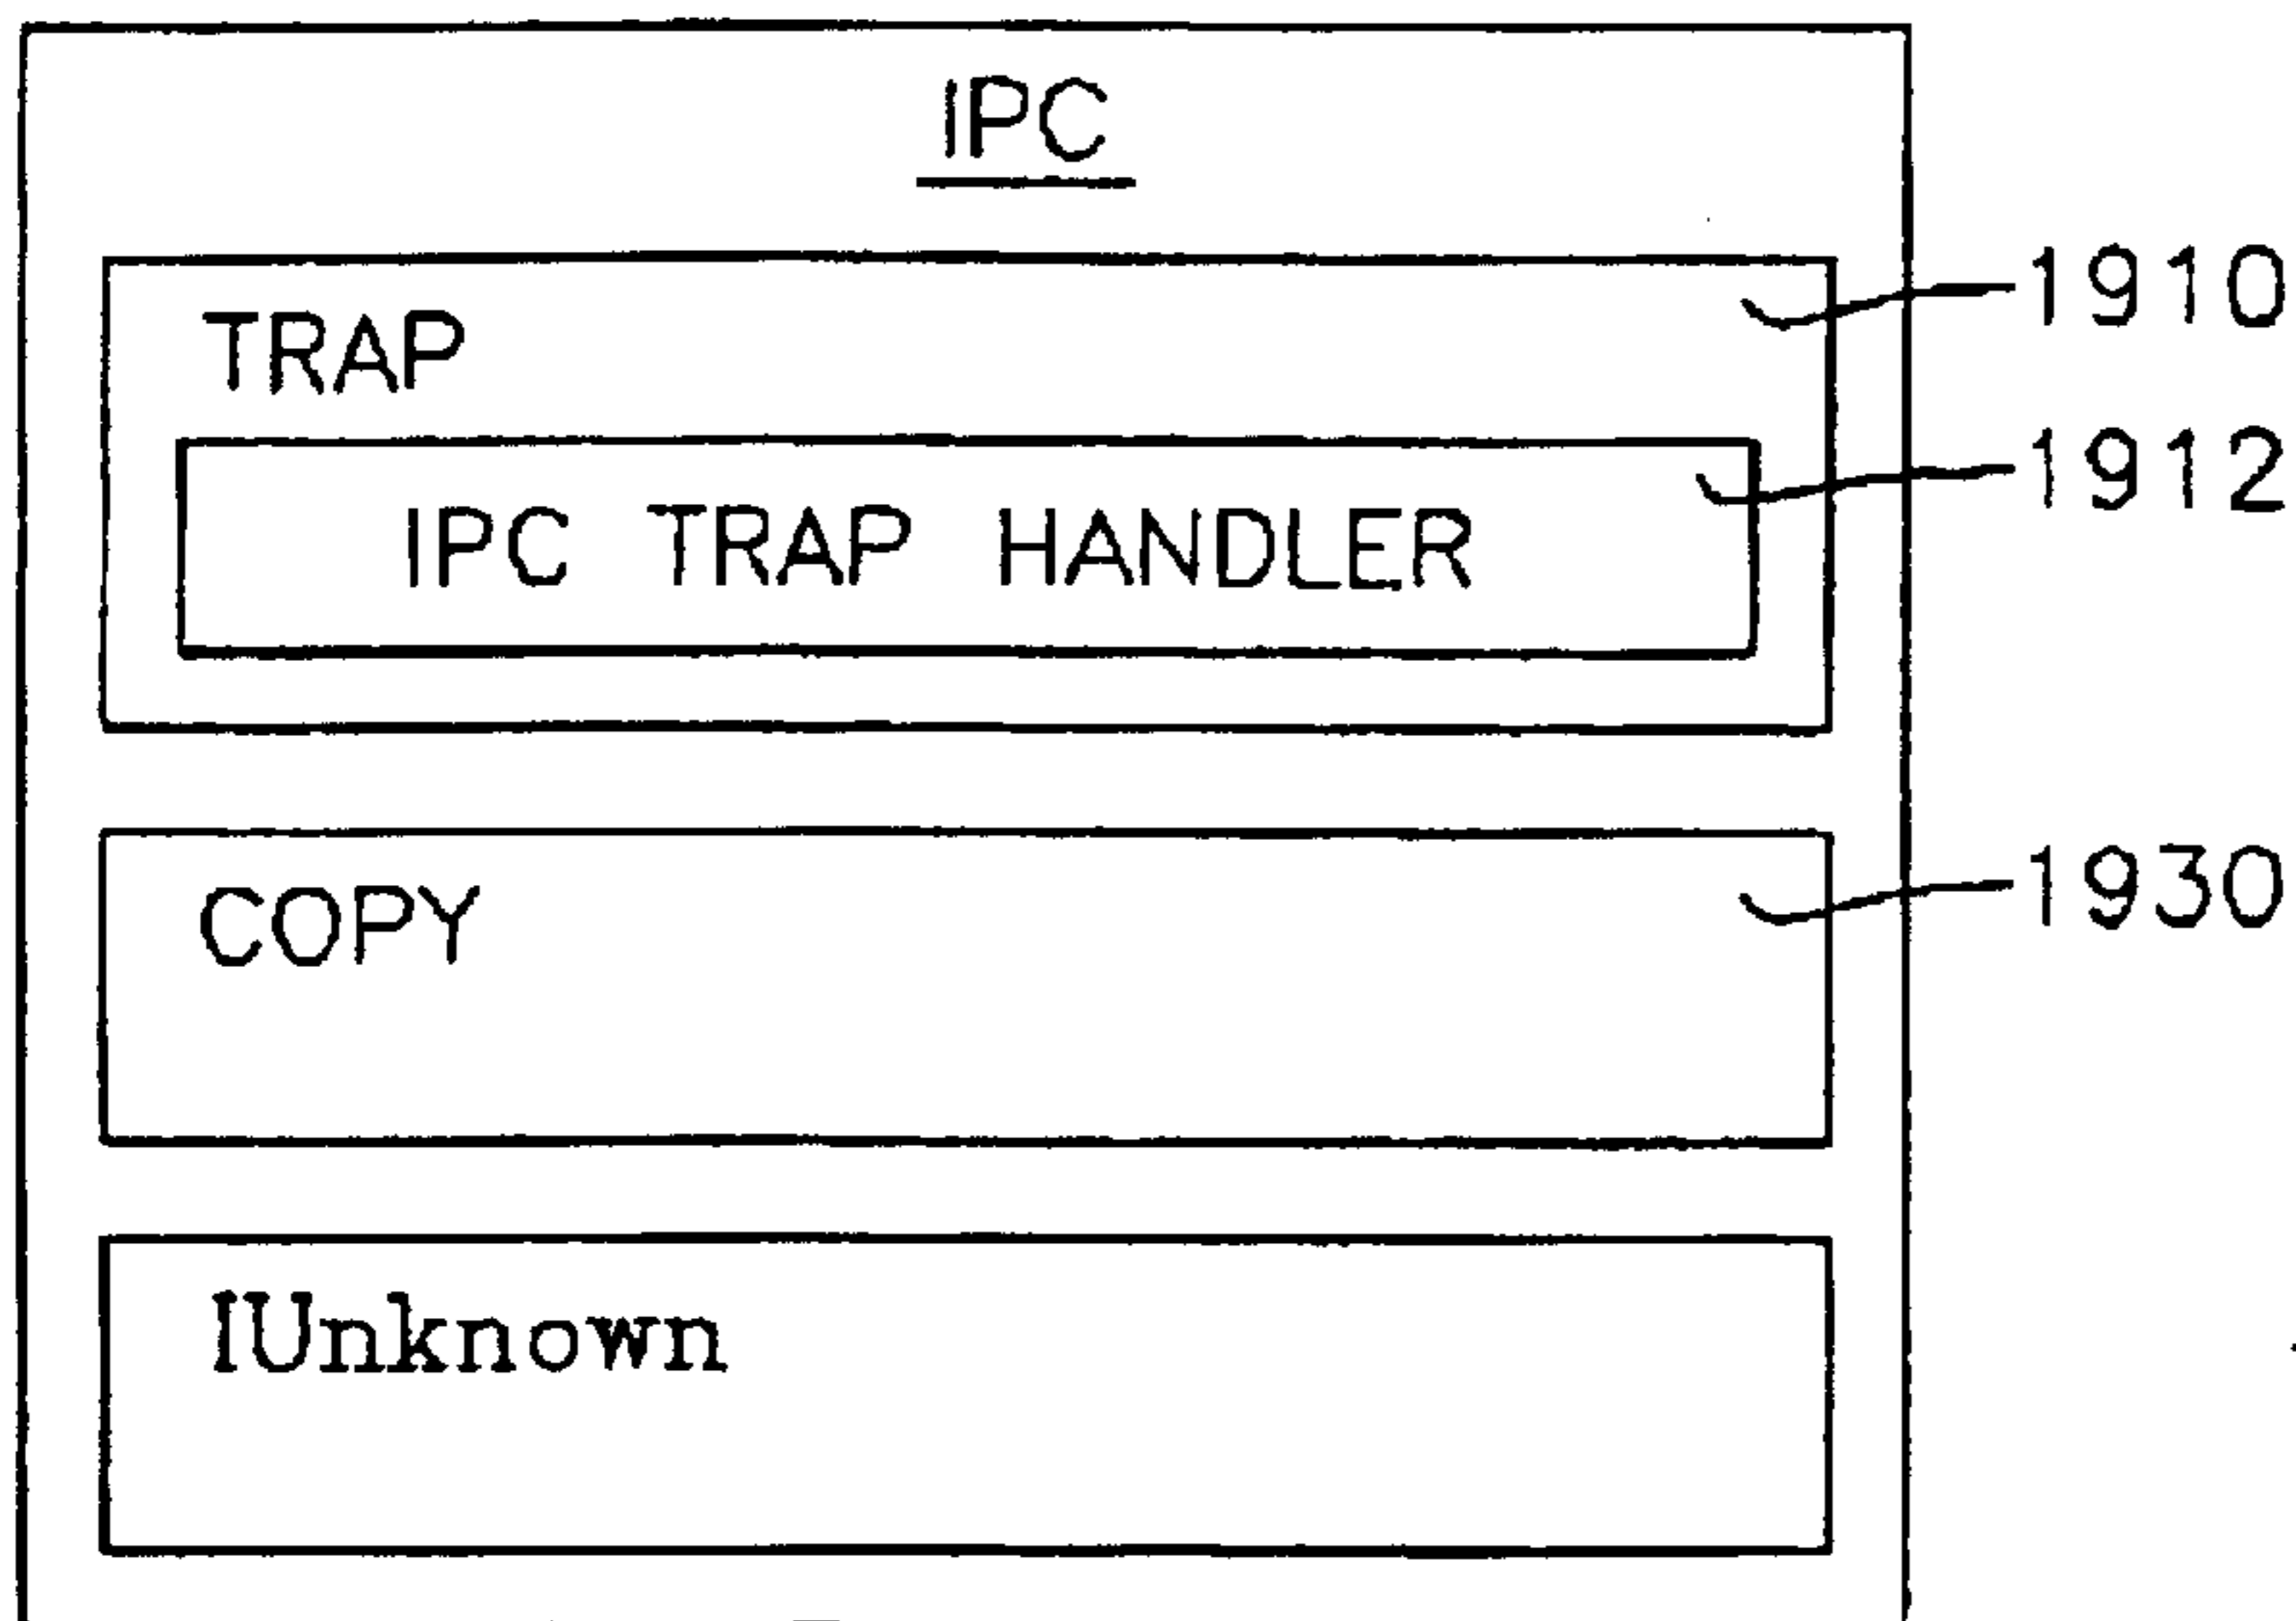 IPC
TRAP
1910
IPC TRAP HANDLER
1912
COPY
1930
IUnknown